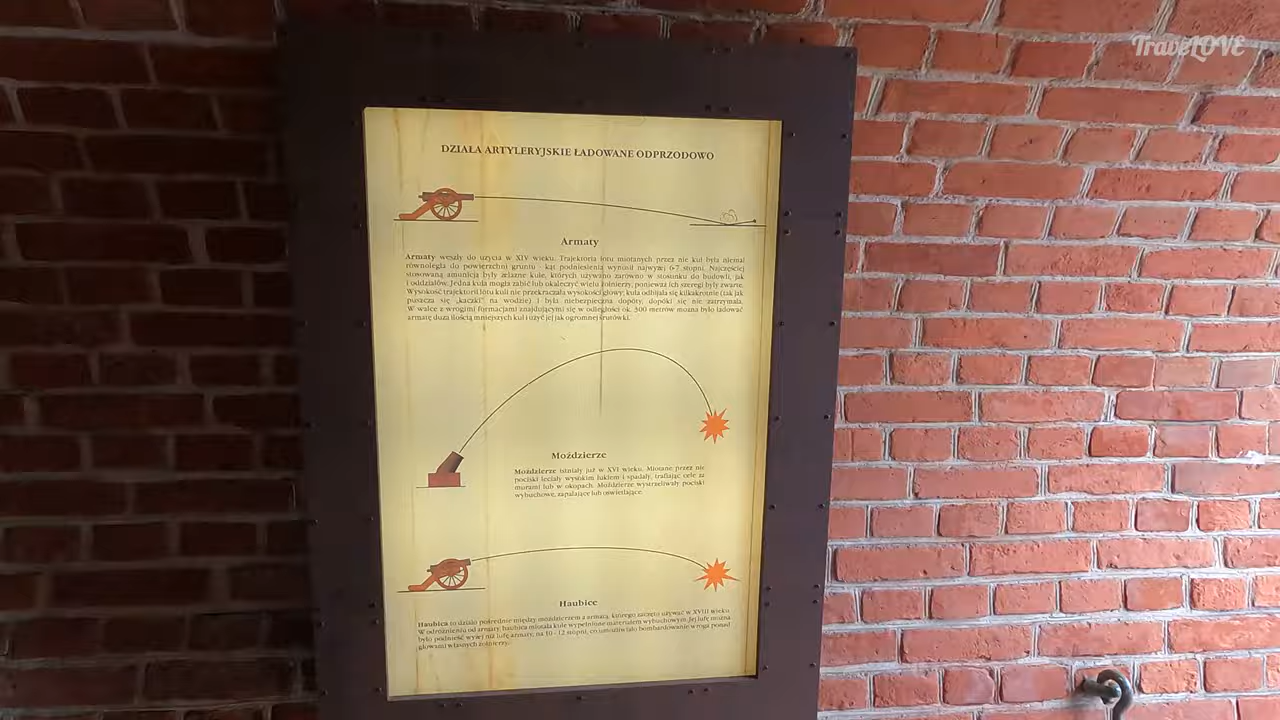 TraveLOVE
DZIAŁA ARTYLERYJSKIE ŁADOWANE ODPRZODOWO
Armaty
Armaty weszły do użycia w XIV wieku. Trajektoria lotu miotanych przez nie kul była niemal
równoległa do powierzchni gruntu - kąt podniesienia wynosił najwyżej 6-7 stopni. Najczęściej
stosowaną amunicją były żelazne kule, których używano zarówno w stosunku do budowli, jak
i oddziałów. Jedna kula mogła zabić lub okaleczyć wielu żołnierzy, ponieważ ich szeregi były zwarte.
Wysokość trajektorii lotu kuli nie przekraczała wysokości głowy, kula odbijała się kilkakrotnie (tak jak
puszcza się „kaczki" na wodzie) i była niebezpieczna dopóty, dopóki się nie zatrzymała.
W walce z wrogimi formacjami znajdującymi się w odległości ok. 300 metrów można było ładować
armatę dużą ilością mniejszych kul i użyć jej jak ogromnej śrutówki.
Moździerze
Moździerze istniały już w XVI wieku. Miotane przez nie
pociski leciały wysokim łukiem i spadały, trafiając cele za
murami lub w okopach. Moździerze wystrzeliwały pociski
wybuchowe, zapalające lub oświetlające.
Haubice
Haubica to działo pośrednie między moździerzem a armatą, którego zaczęto używać w XVIII wieku.
W odróżnieniu od armaty, haubica miotała kule wypełnione materiałem wybuchowym. Jej lufę można
było podnieść wyżej niż lufę armaty, na 10 - 12 stopni, co umożliwiało bombardowanie wroga ponad
głowami własnych żołnierzy.